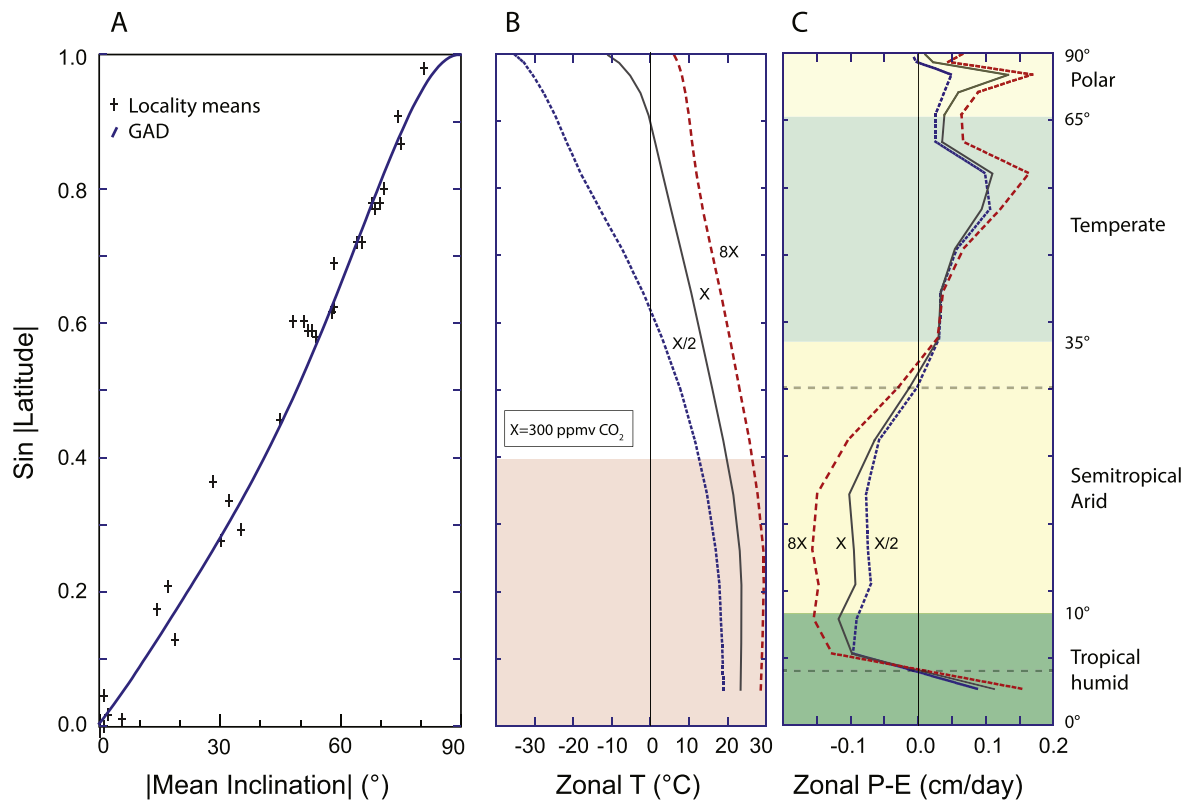 A
B
C
Sin |Latitude|
1.0
0.8
0.6
0.4
0.2
0.0
Locality means
GAD
0
30
60
90
|Mean Inclination| (°)
8X
X
X/2
X=300 ppmv CO2
-30
-20
-10
0
10
20
30
Zonal T (°C)
8X
X
X/2
-0.1
0.0
0.1
0.2
Zonal P-E (cm/day)
90°
Polar
65°
Temperate
35°
Semitropical
Arid
10°
Tropical
humid
0°